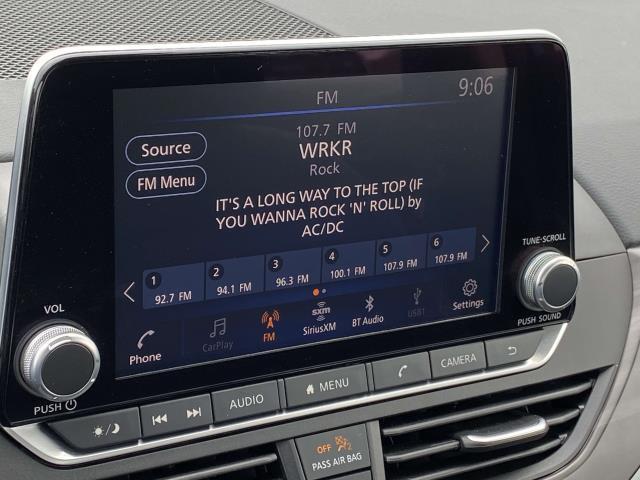 FM
9:06
107.7 FM
WRKR
Rock
Source
FM Menu
IT'S A LONG WAY TO THE TOP (IF
YOU WANNA ROCK 'N' ROLL) by
AC/DC
1
92.7 FM
2
94.1 FM
3
96.3 FM
4
100.1 FM
5
107.9 FM
6
107.9 FM
Phone
CarPlay
FM
sxm
SiriusXM
BT Audio
USB1
Settings
VOL
PUSH
TUNE-SCROLL
PUSH SOUND
AUDIO
MENU
CAMERA
OFF
PASS AIR BAG